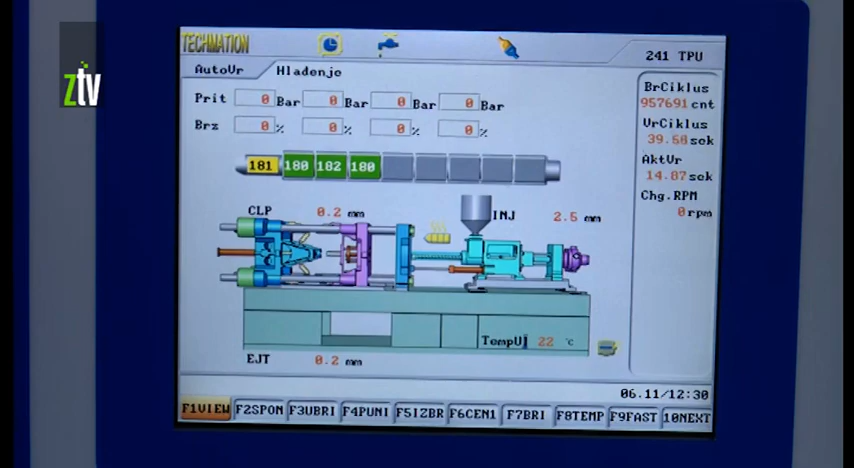 ztv
TECHMATION
241 TPU
AutoVr Hladenje
Prit 0 Bar 0 Bar 0 Bar 0 Bar
Brz 0 % 0 % 0 % 0 %
181 180 182 180
BrCiklus
957691 cnt
VrCiklus
39.60 sek
AktVr
14.87 sek
Chg.RPM
0 rpm
CLP 0.2 mm
INJ 2.5 mm
TempUj 22 °C
EJT 0.2 mm
06.11/12:30
F1VIEW F2SPON F3UBRI F4PUNI F5IZBR F6CEN1 F7BRI F8TEMP F9FAST 10NEXT